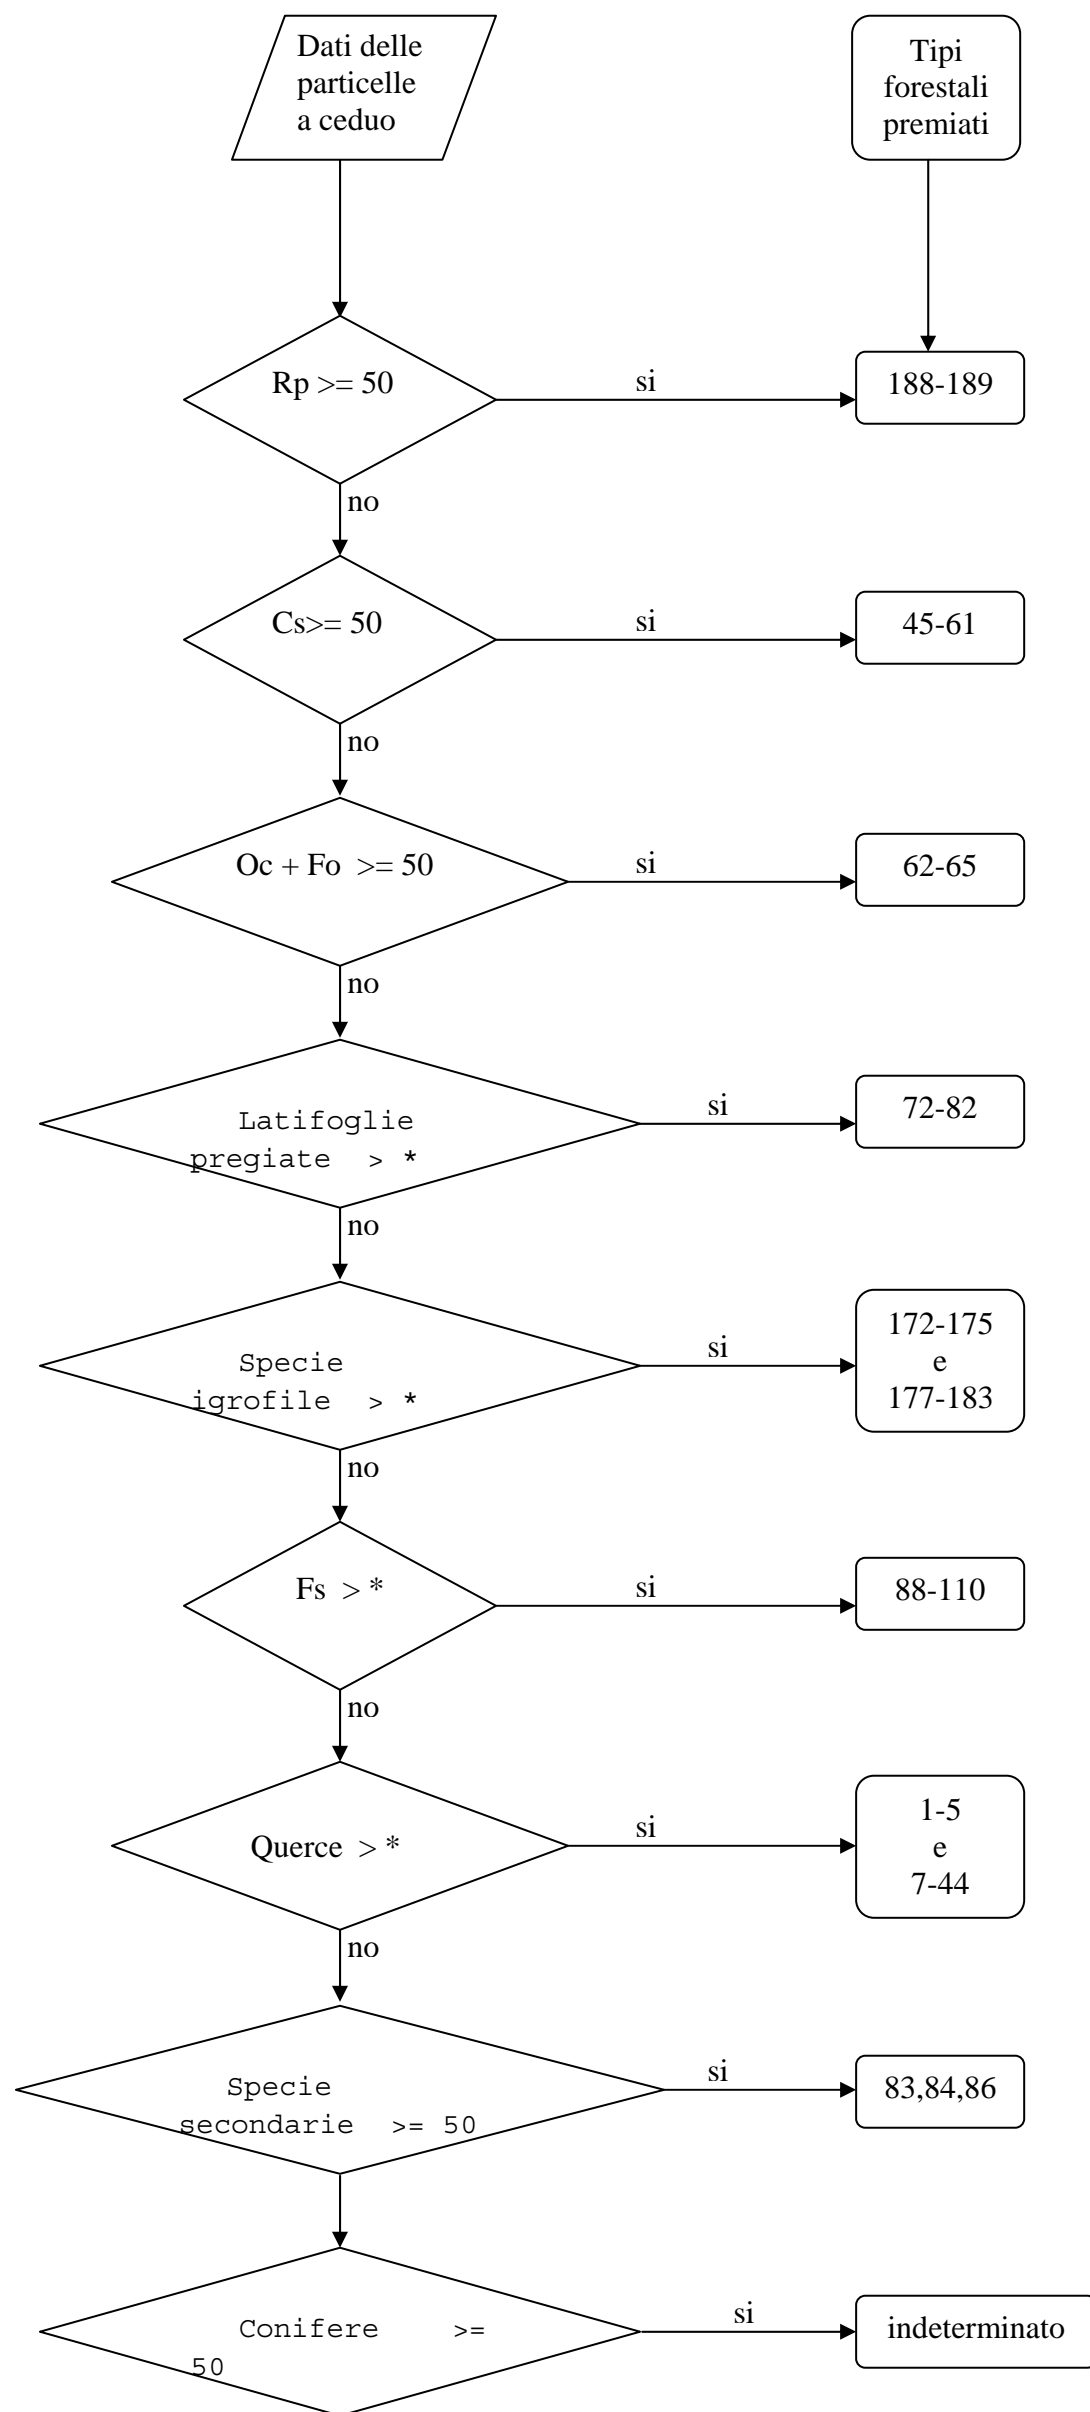 Dati delle
particelle
a ceduo
Tipi
forestali
premiati
Rp >= 50
si
188-189
no
Cs>= 50
si
45-61
no
Oc + Fo >= 50
si
62-65
no
Latifoglie
pregiate > *
si
72-82
no
Specie
igrofile > *
si
172-175
e
177-183
no
Fs > *
si
88-110
no
Querce > *
si
1-5
e
7-44
no
Specie
secondarie >= 50
si
83,84,86
Conifere >=
50
si
indeterminato